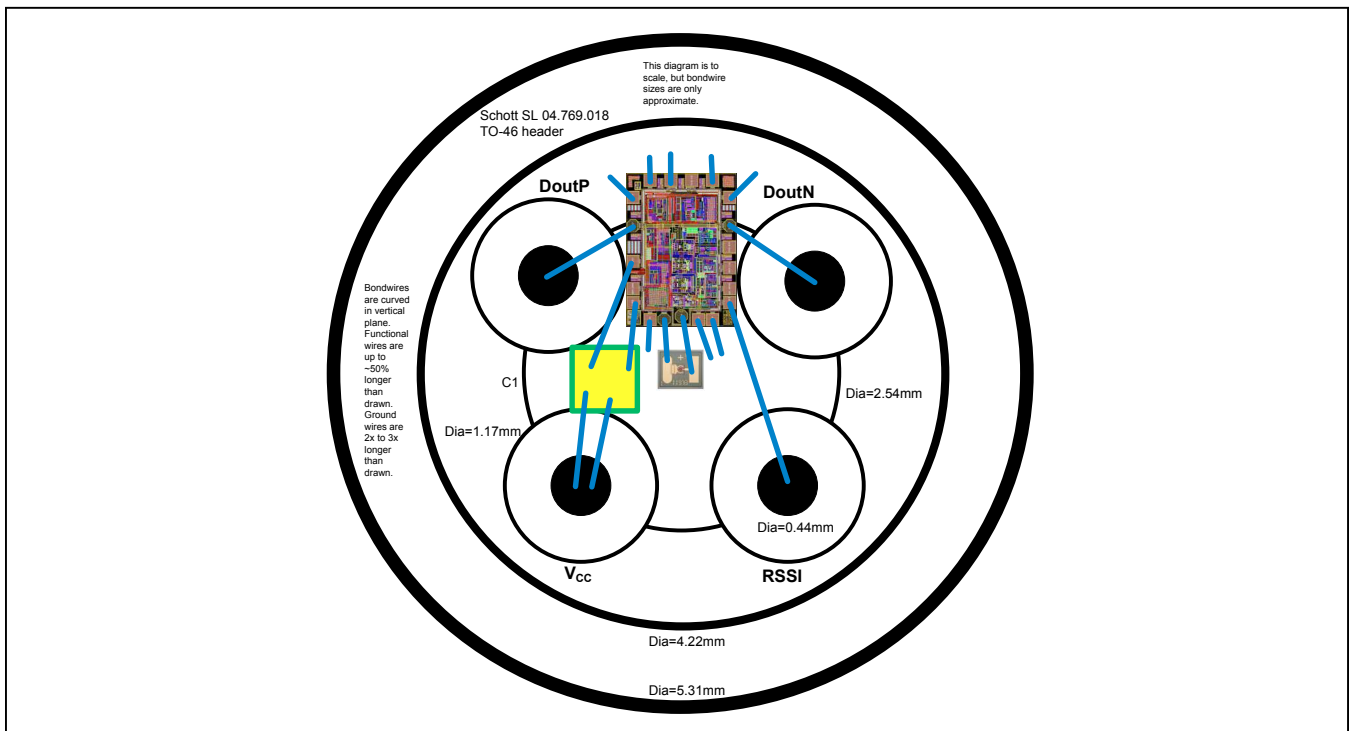 This diagram is to
scale, but bondwire
sizes are only
approximate.
Schott SL 04.769.018
TO-46 header
DoutP
DoutN
Bondwires
are curved
in vertical
plane.
Functional
wires are
up to
~50%
longer
than
drawn.
Ground
wires are
2x to 3x
longer
than
drawn.
C1
Dia=2.54mm
Dia=1.17mm
Dia=0.44mm
VCC
RSSI
Dia=4.22mm
Dia=5.31mm